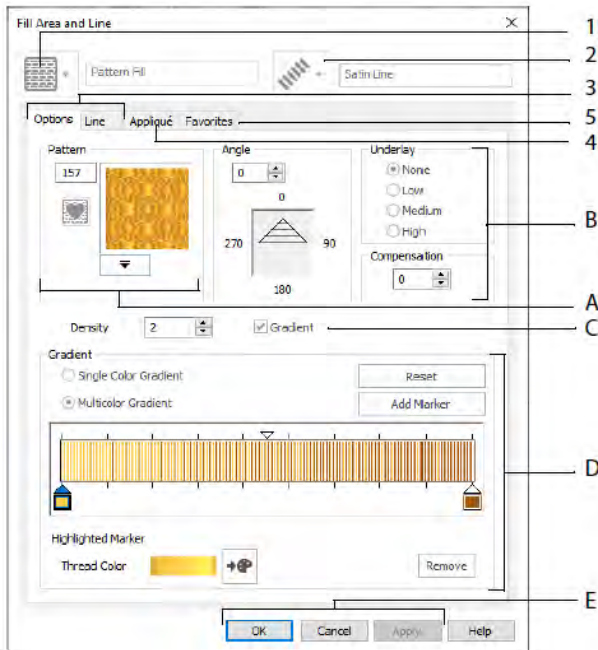 Fill Area and Line
1
Pattern Fill
Satin Line
2
3
Options Line Appliqué Favorites
5
4
Pattern
Angle
Underlay
157
0
None
0
Low
Medium
B
270
90
High
Compensation
0
180
A
Density 2 Gradient
C
Gradient
Single Color Gradient
Reset
Multicolor Gradient
Add Marker
D
Highlighted Marker
Thread Color
Remove
E
OK Cancel Apply Help